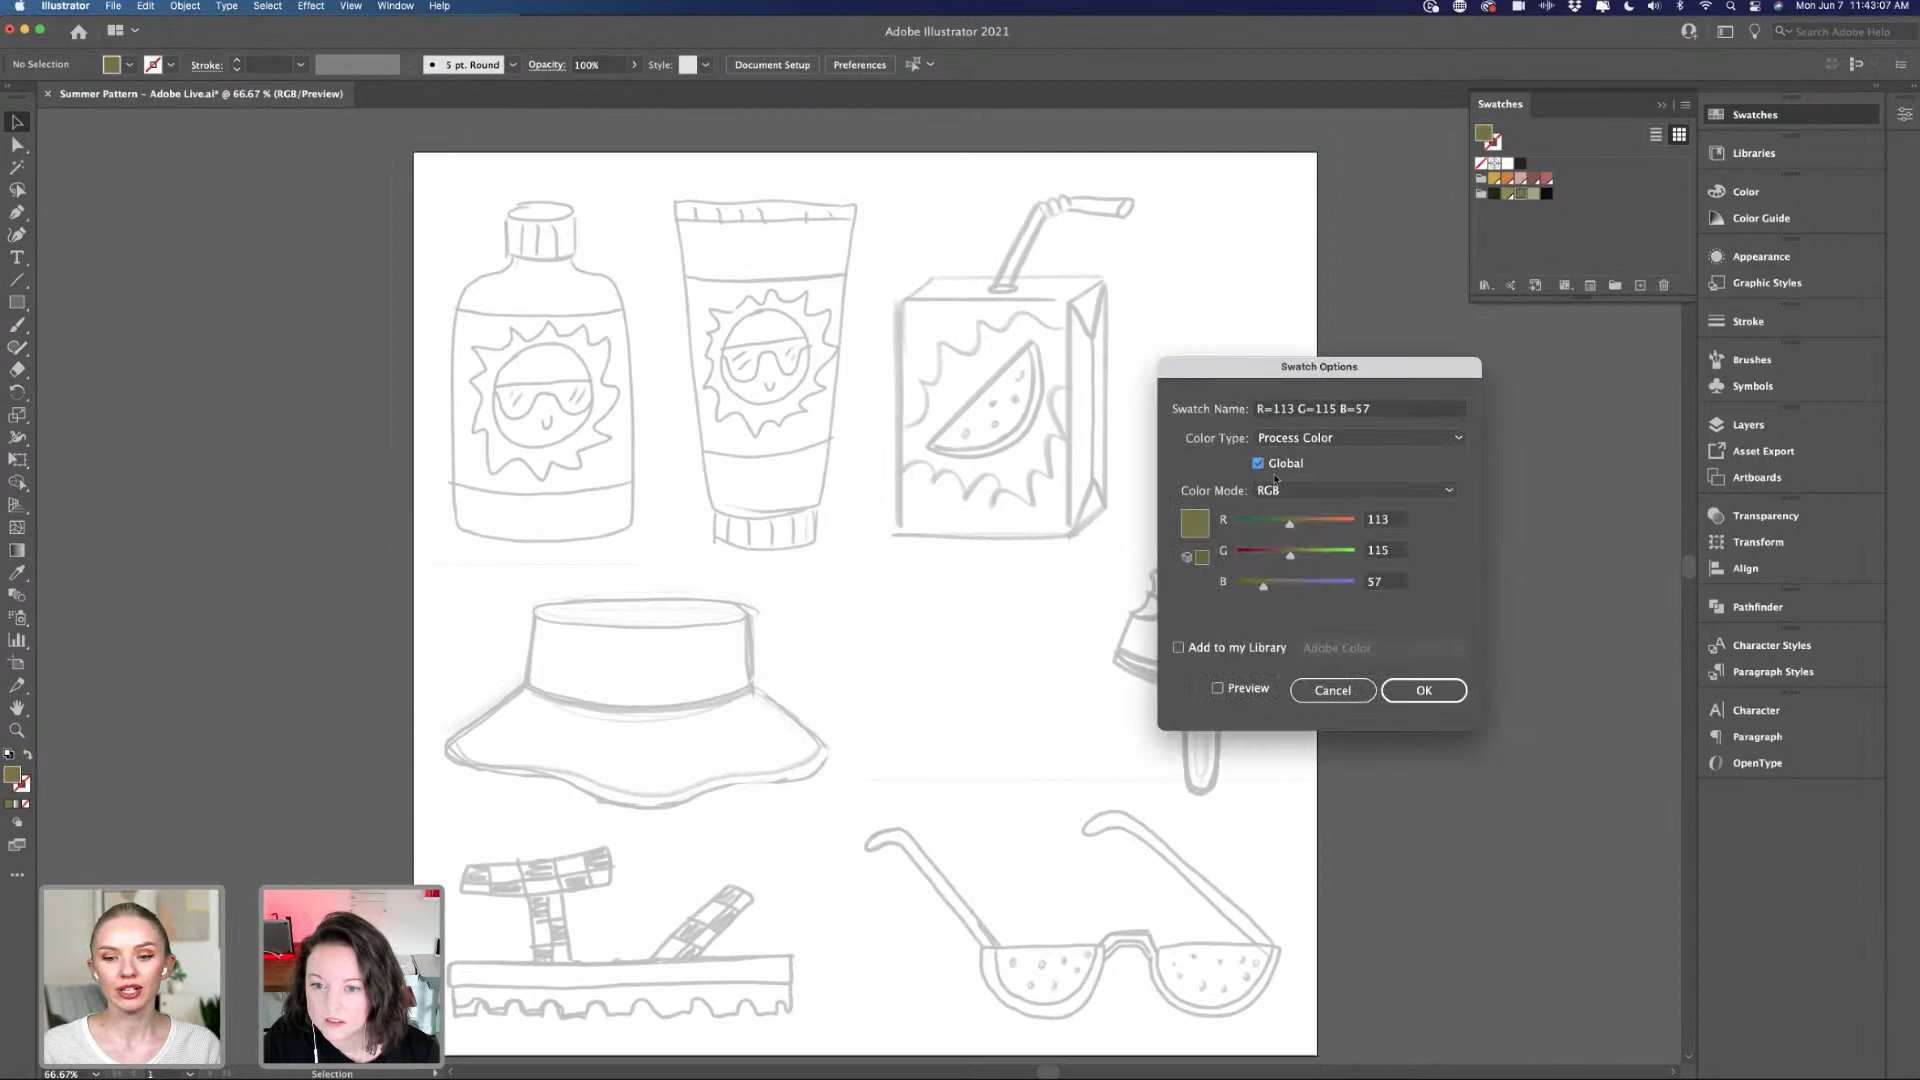 Illustrator File Edit Object Type Select Effect View Window Help
Mon Jun 7 11:43:07 AM
Adobe Illustrator 2021
Search Adobe Help
No Selection
Stroke:
5 pt. Round
Opacity: 100%
Style:
Document Setup
Preferences
Summer Pattern – Adobe Live.ai* @ 66.67 % (RGB/Preview)
Swatches
Swatches
Libraries
Color
Color Guide
Appearance
Graphic Styles
Stroke
Brushes
Symbols
Layers
Asset Export
Artboards
Transparency
Transform
Align
Pathfinder
Character Styles
Paragraph Styles
Character
Paragraph
OpenType
Swatch Options
Swatch Name: R=113 G=115 B=57
Color Type: Process Color
Global
Color Mode: RGB
R 113
G 115
B 57
Add to my Library Adobe Color
Preview
Cancel
OK
66.67% 1 Selection